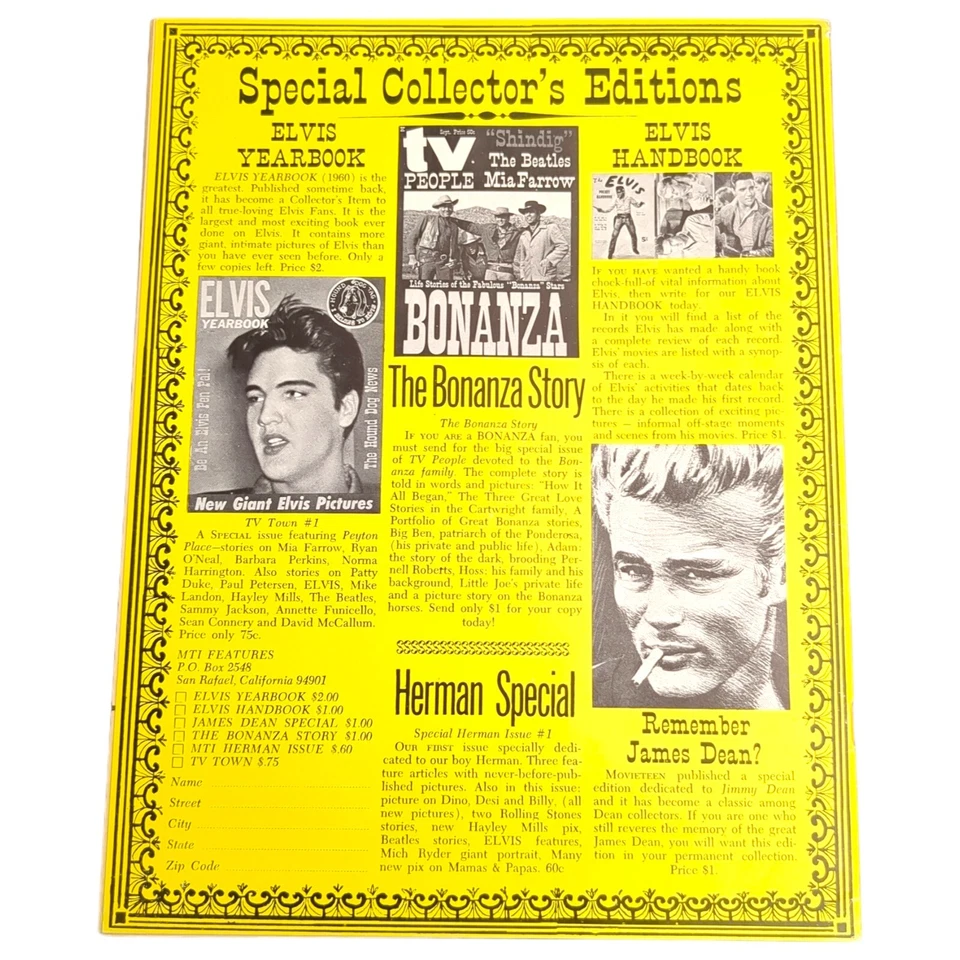 Special Collector's Editions
ELVIS
YEARBOOK
ELVIS YEARBOOK (1960) is the
greatest. Published sometime back,
it has become a Collector's Item to
all true-loving Elvis Fans. It is the
largest and most exciting book ever
done on Elvis. It contains more
giant, intimate pictures of Elvis than
you have ever seen before. Only a
few copies left. Price $2.
ELVIS
YEARBOOK
Be An Elvis Pen Pal!
The Hound Dog News
New Giant Elvis Pictures
TV Town #1
A SPECIAL issue featuring Peyton
Place—stories on Mia Farrow, Ryan
O'Neal, Barbara Perkins, Norma
Harrington. Also stories on Patty
Duke, Paul Petersen, ELVIS, Mike
Landon, Hayley Mills, The Beatles,
Sammy Jackson, Annette Funicello,
Sean Connery and David McCallum.
Price only 75c.
MTI FEATURES
P.O. Box 2548
San Rafael, California 94901
ELVIS YEARBOOK $2.00
ELVIS HANDBOOK $1.00
JAMES DEAN SPECIAL $1.00
THE BONANZA STORY $1.00
MTI HERMAN ISSUE $.60
TV TOWN $.75
Name
Street
City
State
Zip Code
tv
PEOPLE
"Shindig"
The Beatles
Mia Farrow
Life Stories of the Fabulous "Bonanza" Stars
BONANZA
The Bonanza Story
The Bonanza Story
IF YOU ARE a BONANZA fan, you
must send for the big special issue
of TV People devoted to the Bon-
anza family. The complete story is
told in words and pictures: "How It
All Began," The Three Great Love
Stories in the Cartwright family, A
Portfolio of Great Bonanza stories,
Big Ben, patriarch of the Ponderosa,
(his private and public life), Adam:
the story of the dark, brooding Per-
nell Roberts, Hoss: his family and his
background, Little Joe's private life
and a picture story on the Bonanza
horses. Send only $1 for your copy
today!
Herman Special
Special Herman Issue #1
OUR FIRST issue specially dedi-
cated to our boy Herman. Three fea-
ture articles with never-before-pub-
lished pictures. Also in this issue:
picture on Dino, Desi and Billy, (all
new pictures), two Rolling Stones
stories, new Hayley Mills pix,
Beatles stories, ELVIS features,
Mich Ryder giant portrait, Many
new pix on Mamas & Papas. 60c
ELVIS
HANDBOOK
The ELVIS
IF YOU HAVE wanted a handy book
chock-full-of vital information about
Elvis, then write for our ELVIS
HANDBOOK today.
In it you will find a list of the
records Elvis has made along with
a complete review of each record.
Elvis' movies are listed with a synop-
sis of each.
There is a week-by-week calendar
of Elvis' activities that dates back
to the day he made his first record.
There is a collection of exciting pic-
tures — informal off-stage moments
and scenes from his movies. Price $1.
Remember
James Dean?
MOVIETEEN published a special
edition dedicated to Jimmy Dean
and it has become a classic among
Dean collectors. If you are one who
still reveres the memory of the great
James Dean, you will want this edi-
tion in your permanent collection.
Price $1.